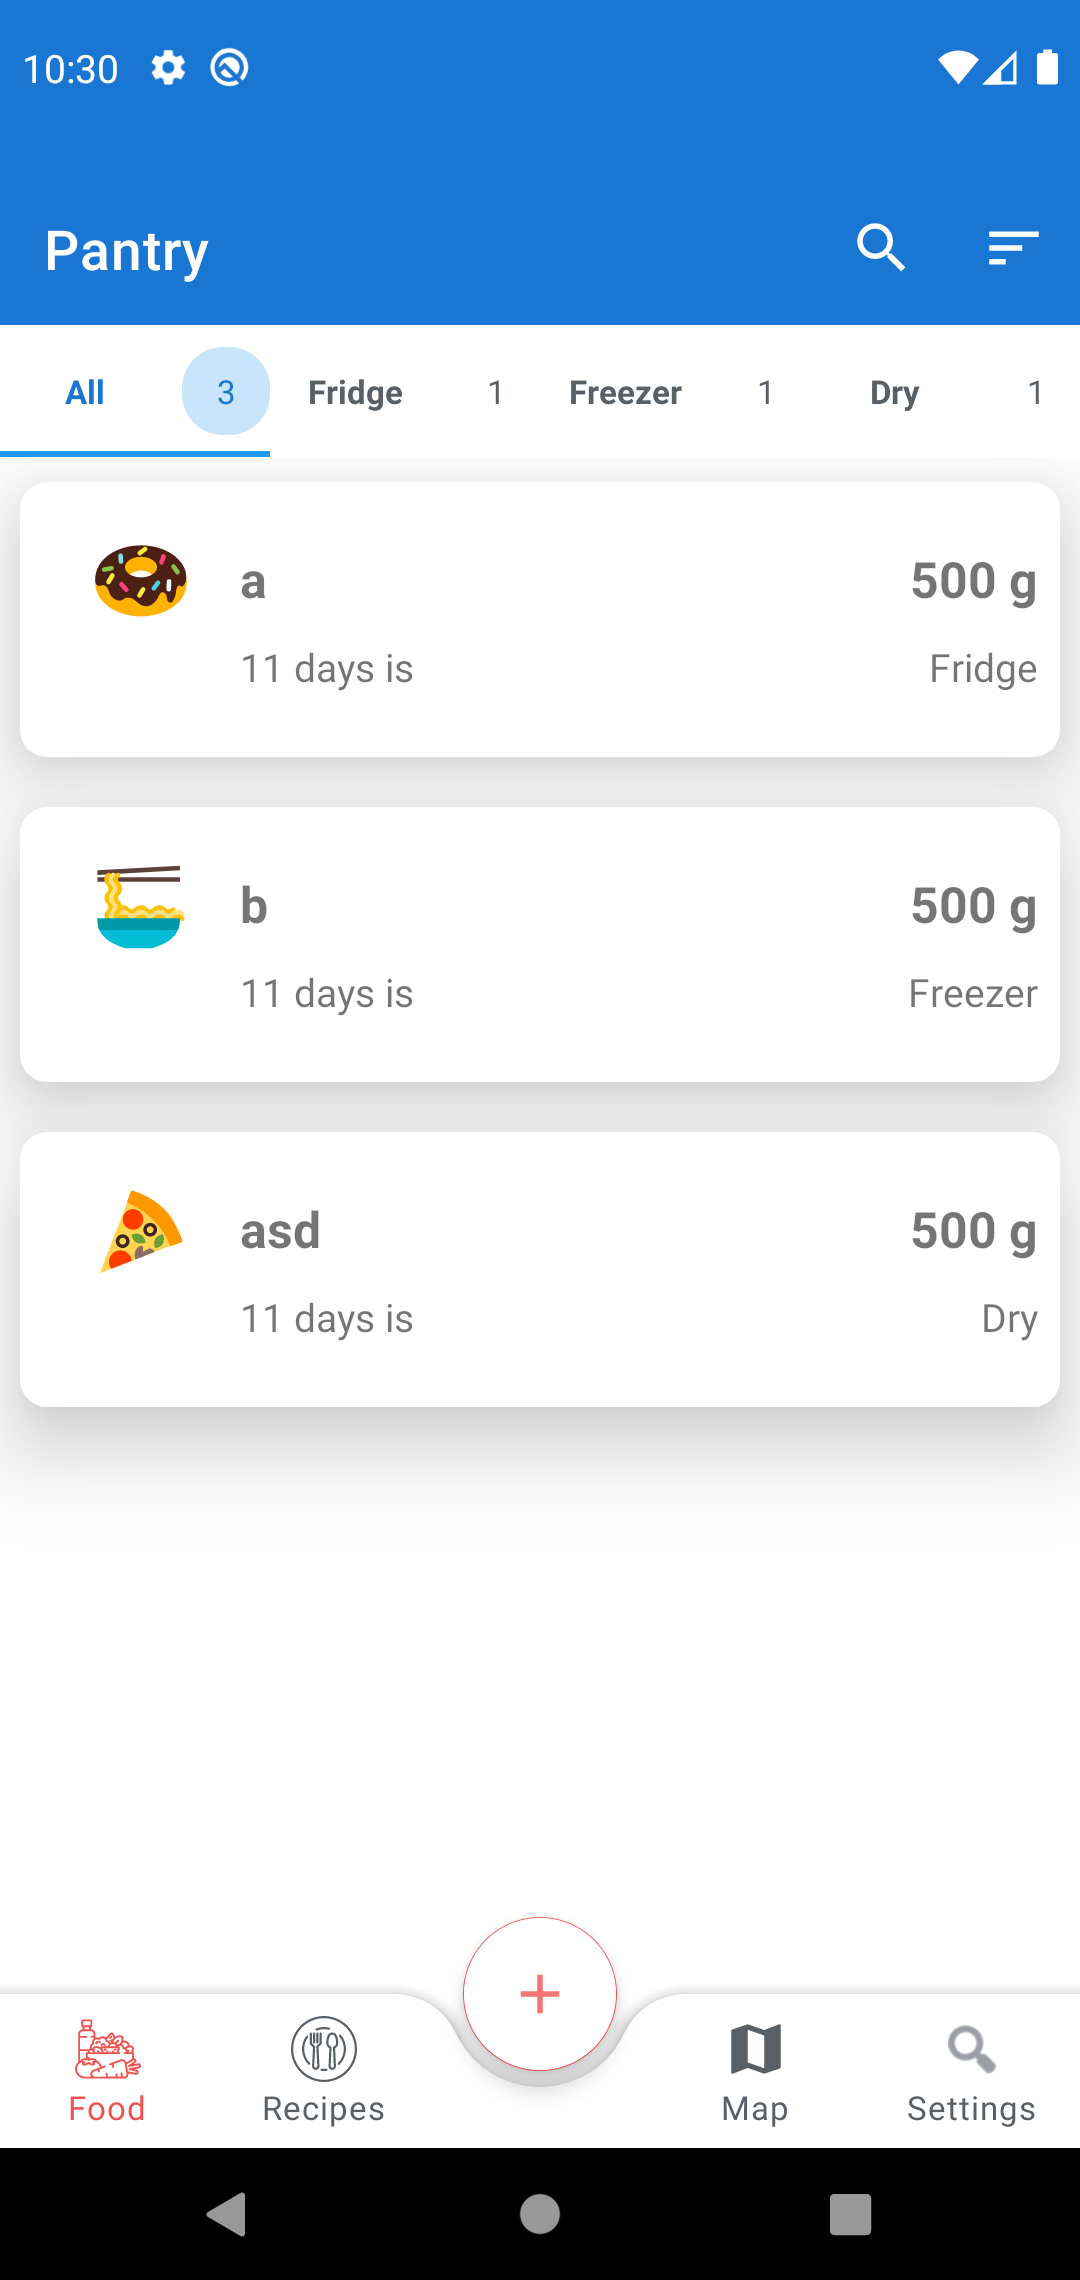 10:30
Pantry
All 3 Fridge 1 Freezer 1 Dry 1
a 500 g
11 days is Fridge
b 500 g
11 days is Freezer
asd 500 g
11 days is Dry
Food Recipes Map Settings